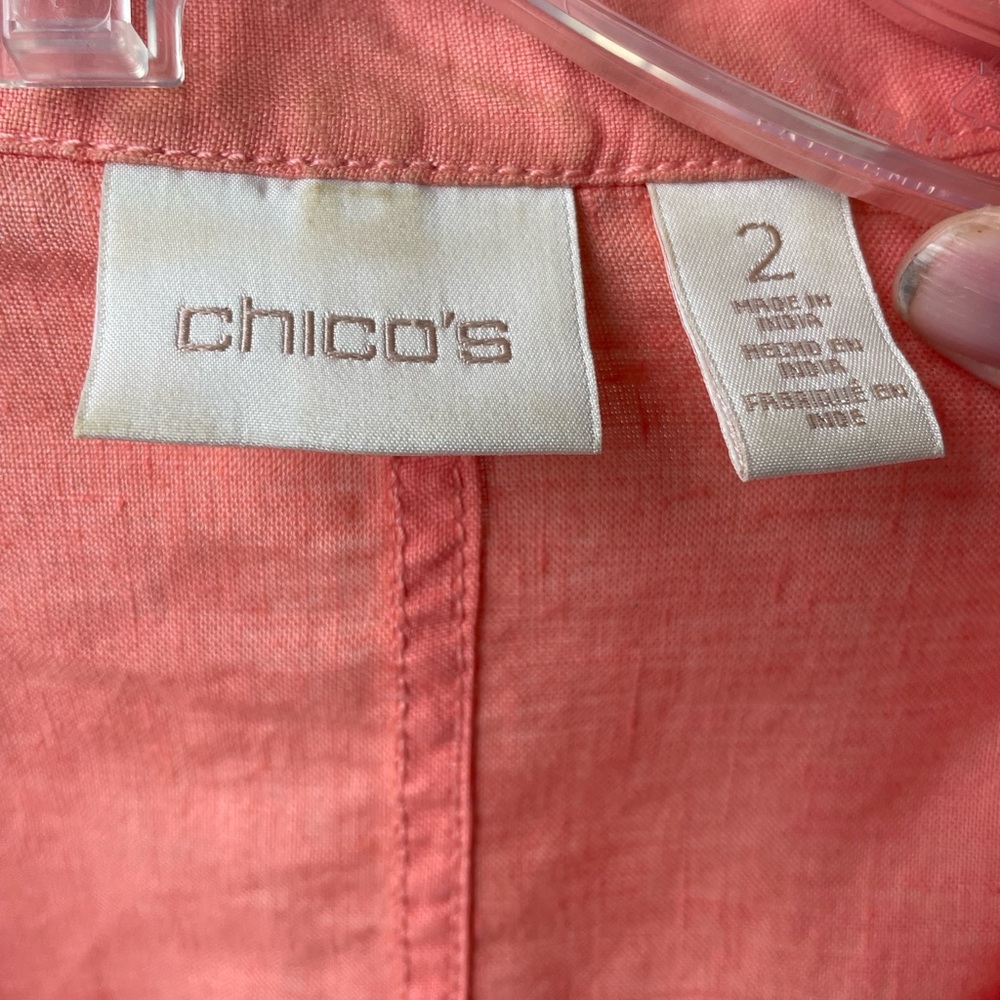 chico's
2
MADE IN
INDIA
HECHO EN
INDIA
FABRIQUÉ EN
INDE